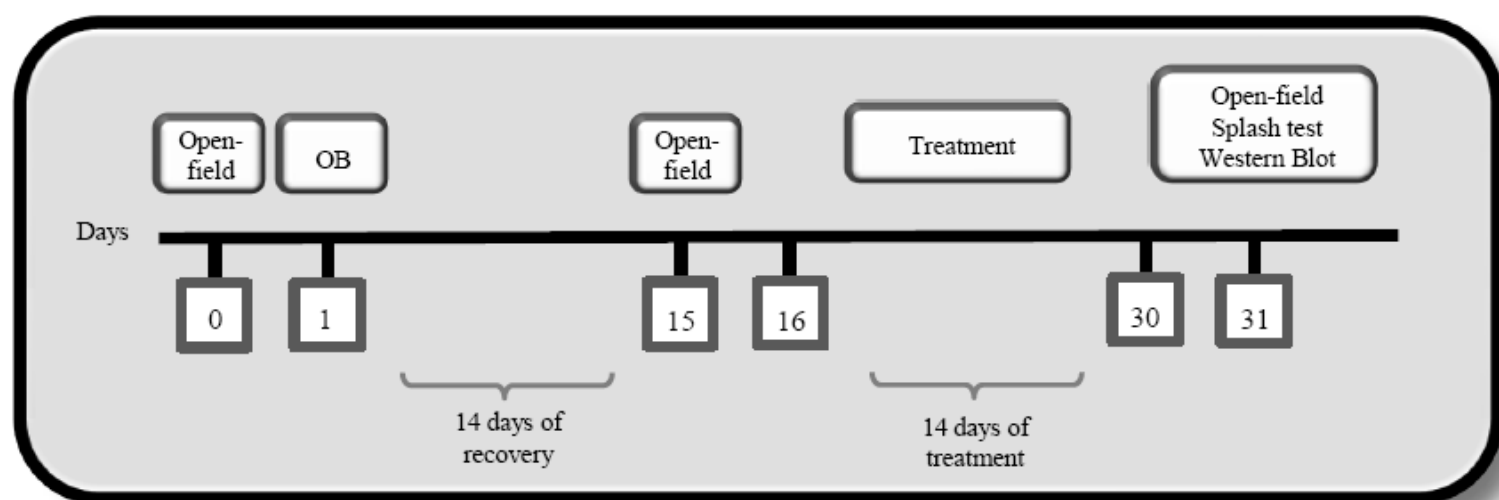 Open-
field
OB
Open-
field
Treatment
Open-field
Splash test
Western Blot
Days
0
1
15
16
30
31
14 days of
recovery
14 days of
treatment